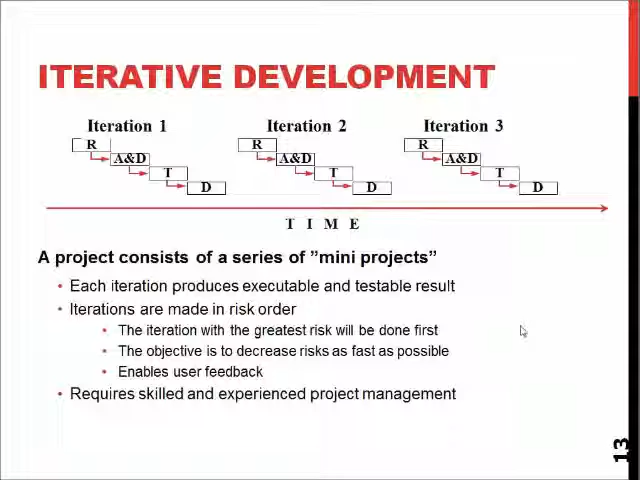 ITERATIVE DEVELOPMENT
Iteration 1 Iteration 2 Iteration 3
R R R
A&D A&D A&D
T T T
D D D
T I M E
A project consists of a series of ”mini projects”
• Each iteration produces executable and testable result
• Iterations are made in risk order
• The iteration with the greatest risk will be done first
• The objective is to decrease risks as fast as possible
• Enables user feedback
• Requires skilled and experienced project management
13